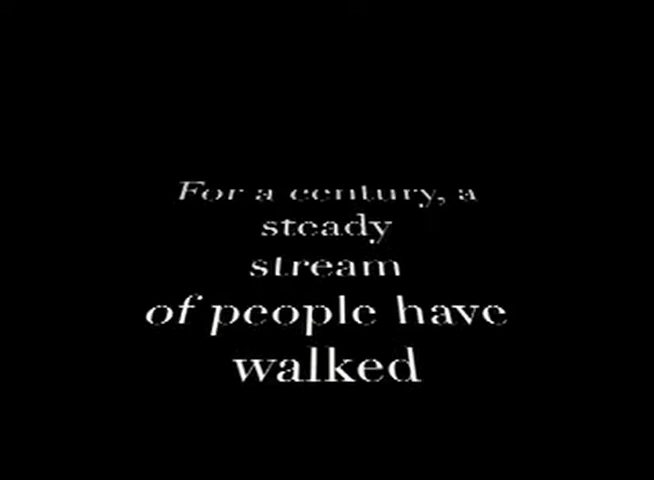 For a century, a
steady
stream
of people have
walked